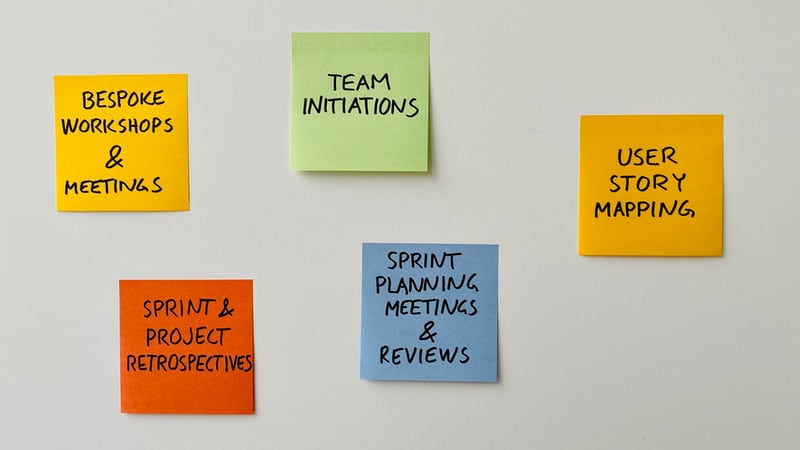 BESPOKE
WORKSHOPS
&
MEETINGS
TEAM
INITIATIONS
USER
STORY
MAPPING
SPRINT &
PROJECT
RETROSPECTIVES
SPRINT
PLANNING
MEETINGS
&
REVIEWS